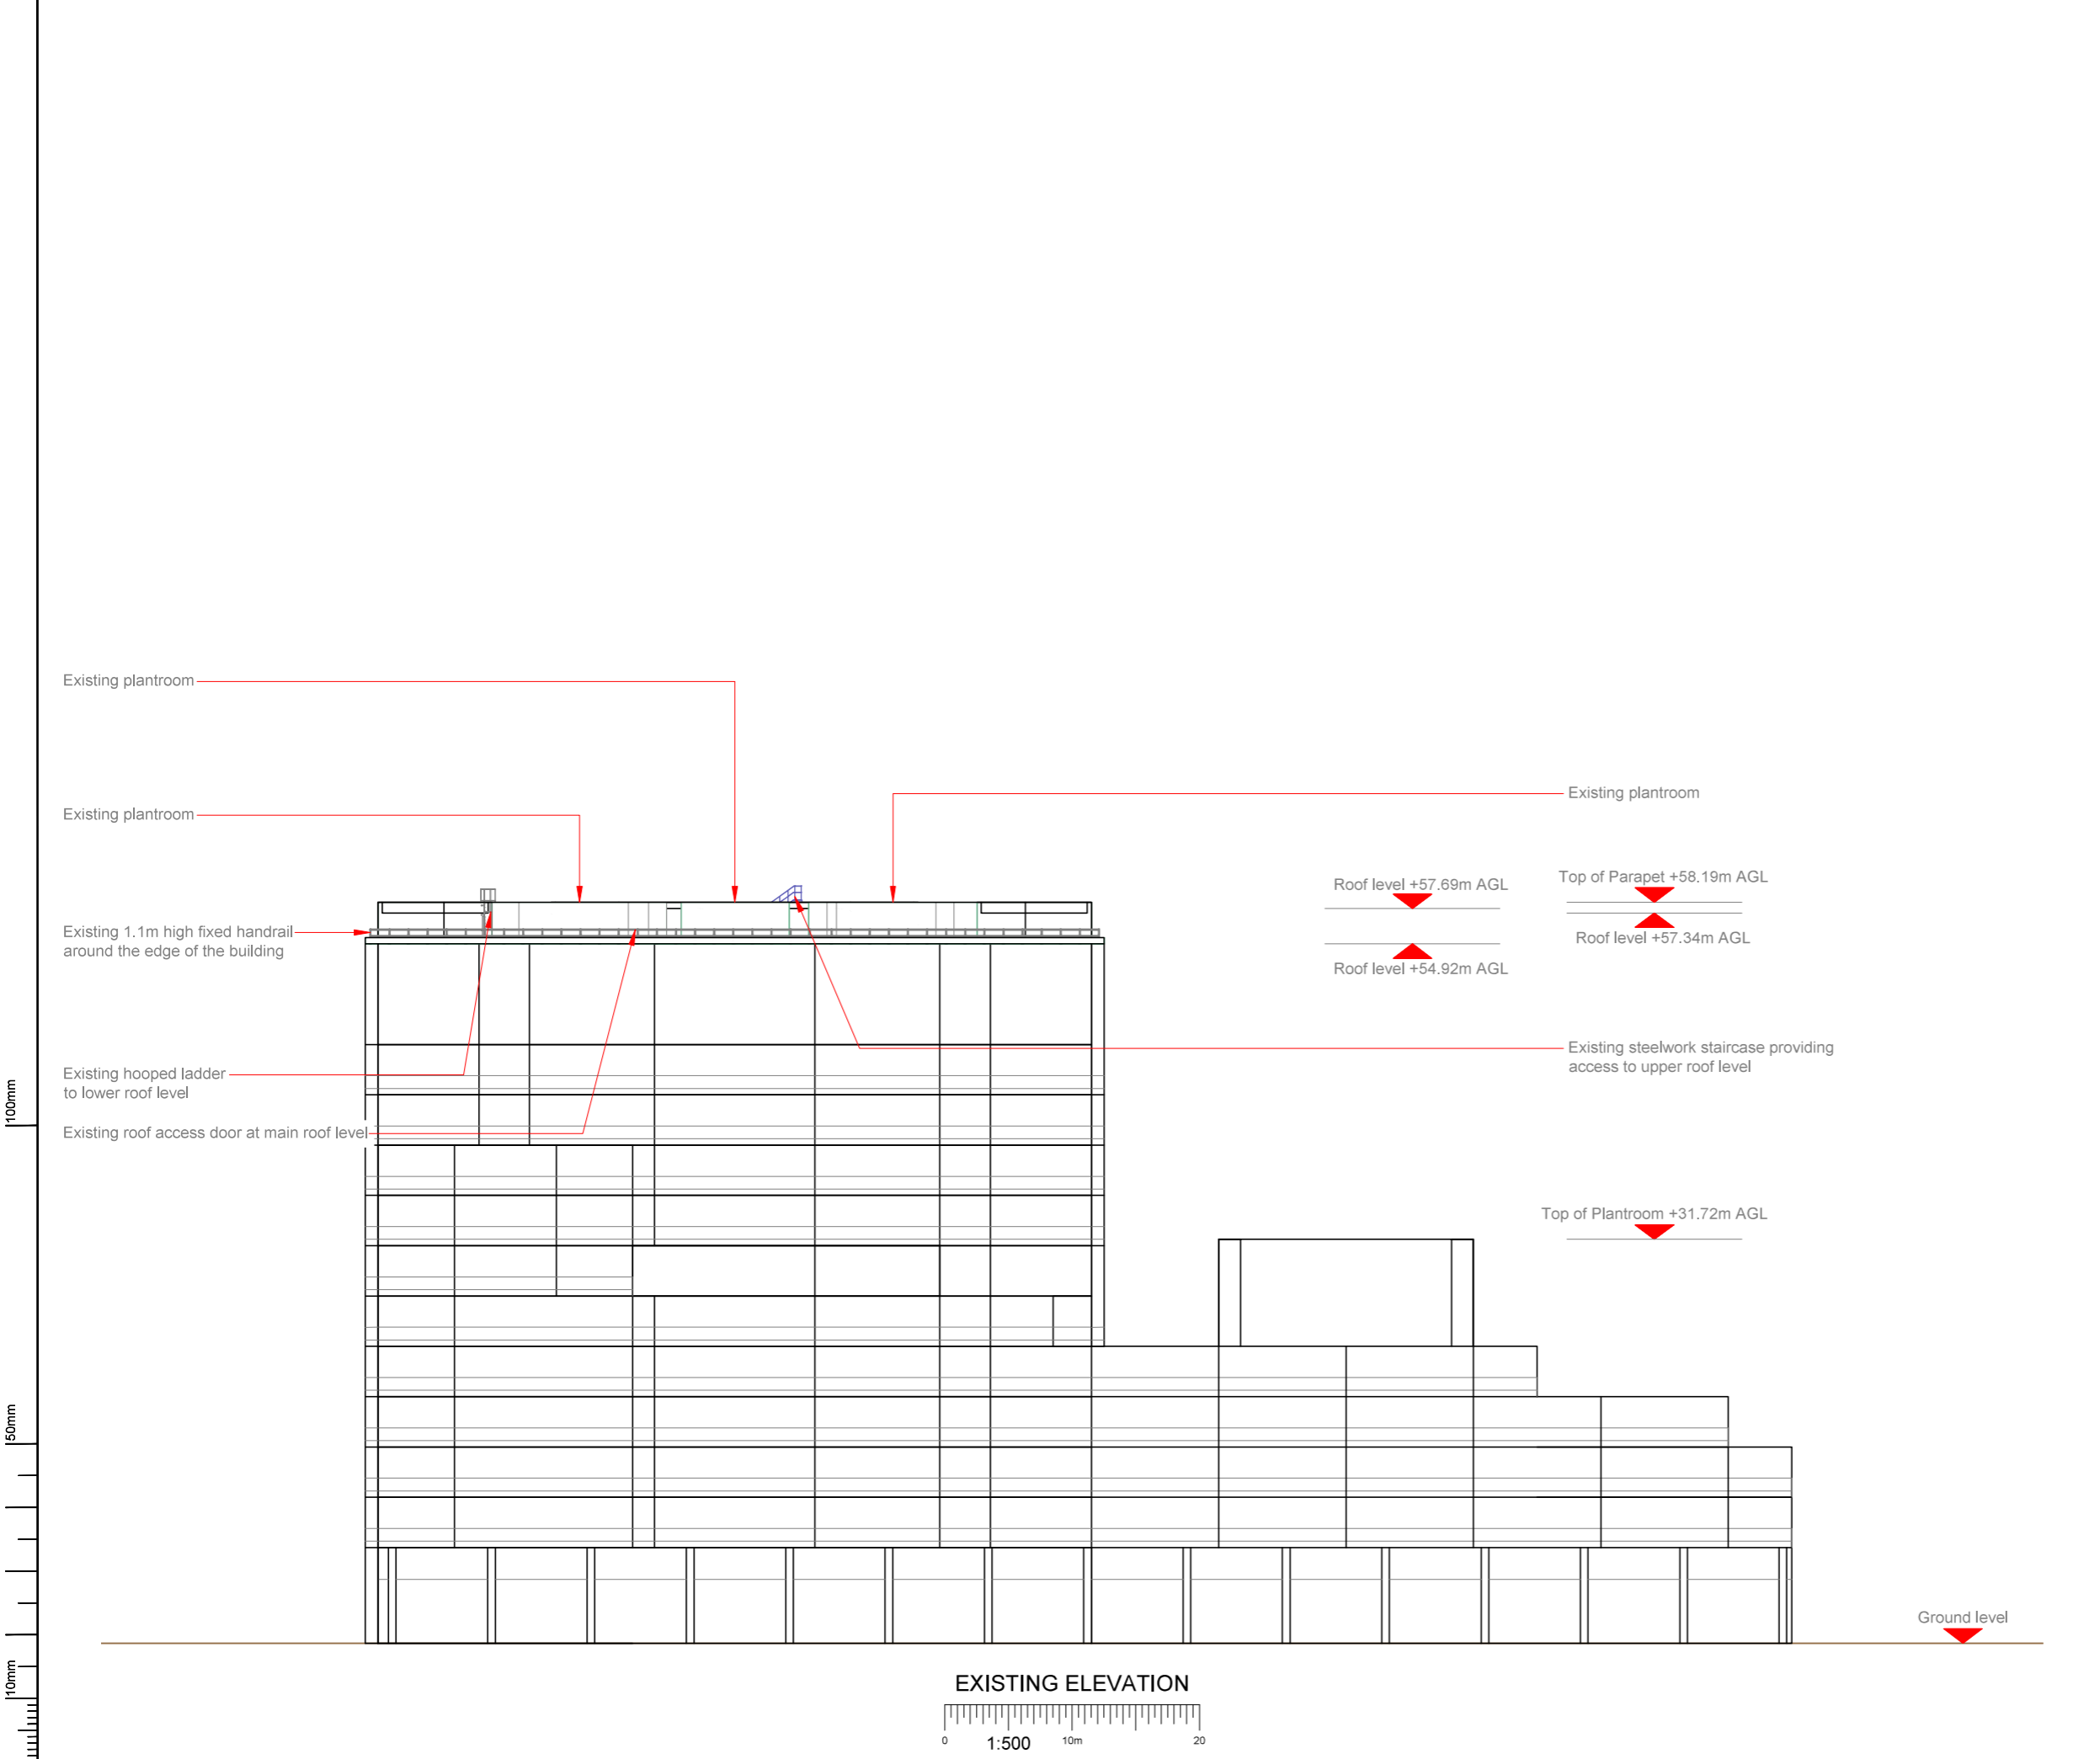 Existing plantroom
Existing plantroom
Existing plantroom
Roof level +57.69m AGL
Top of Parapet +58.19m AGL
Existing 1.1m high fixed handrail
around the edge of the building
Roof level +57.34m AGL
Roof level +54.92m AGL
Existing steelwork staircase providing
access to upper roof level
Existing hooped ladder
to lower roof level
Existing roof access door at main roof level
100mm
Top of Plantroom +31.72m AGL
50mm
Ground level
10mm
EXISTING ELEVATION
0
1:500
10m
20